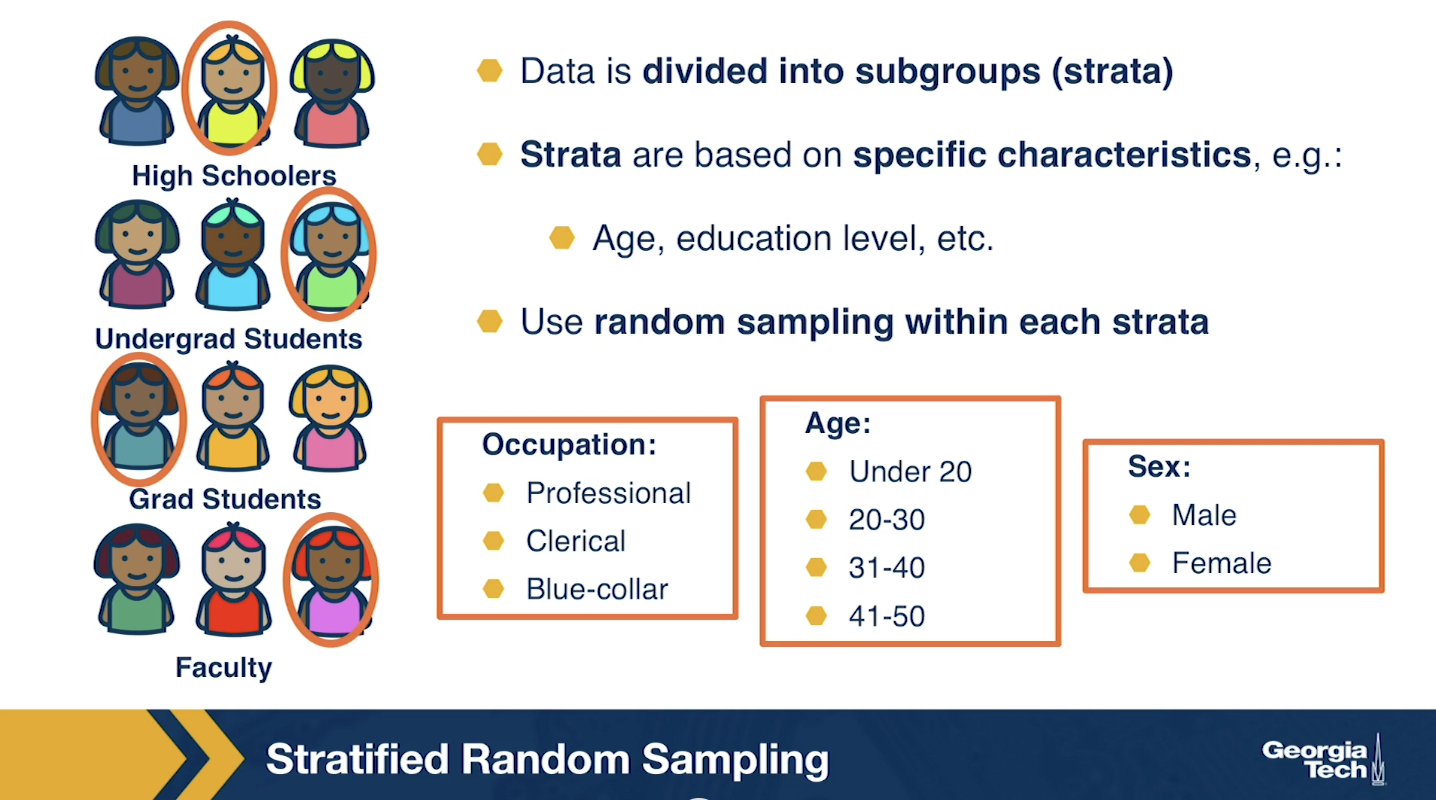 High Schoolers
Undergrad Students
Grad Students
Faculty
Data is divided into subgroups (strata)
Strata are based on specific characteristics, e.g.:
Age, education level, etc.
Use random sampling within each strata
Occupation:
Professional
Clerical
Blue-collar
Age:
Under 20
20-30
31-40
41-50
Sex:
Male
Female
Stratified Random Sampling
Georgia
Tech